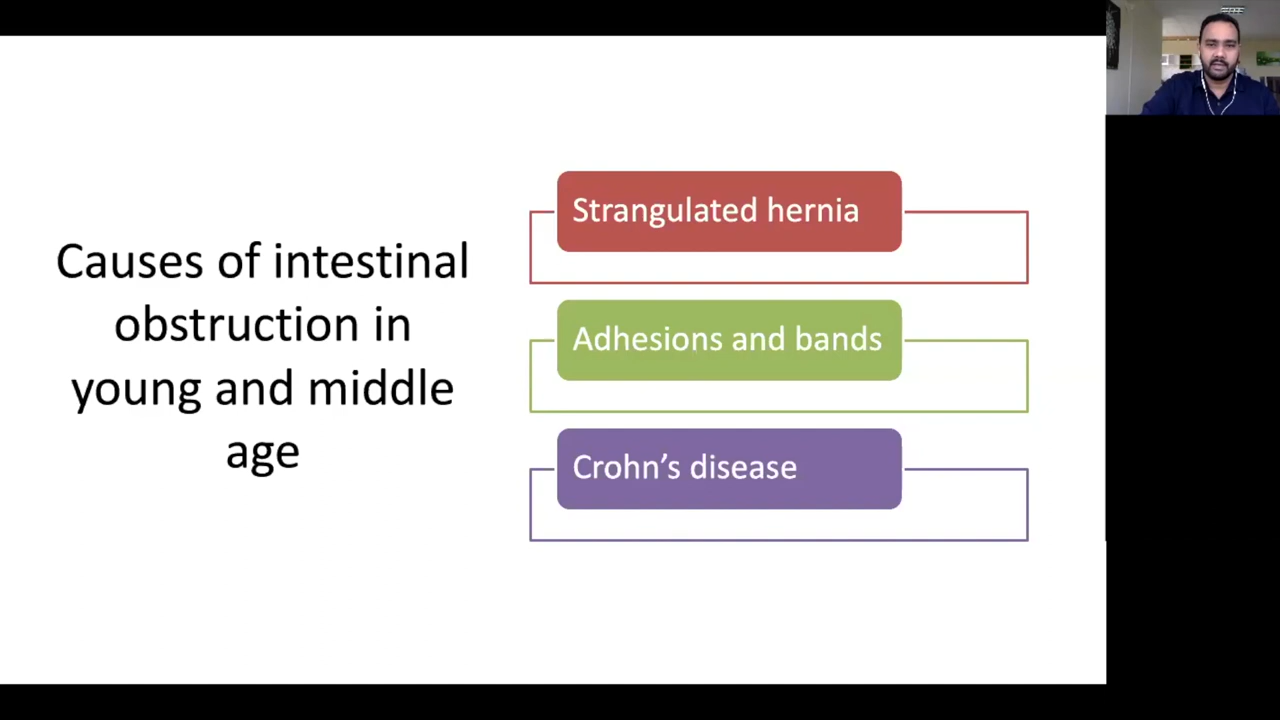 Causes of intestinal
obstruction in
young and middle
age
Strangulated hernia
Adhesions and bands
Crohn’s disease